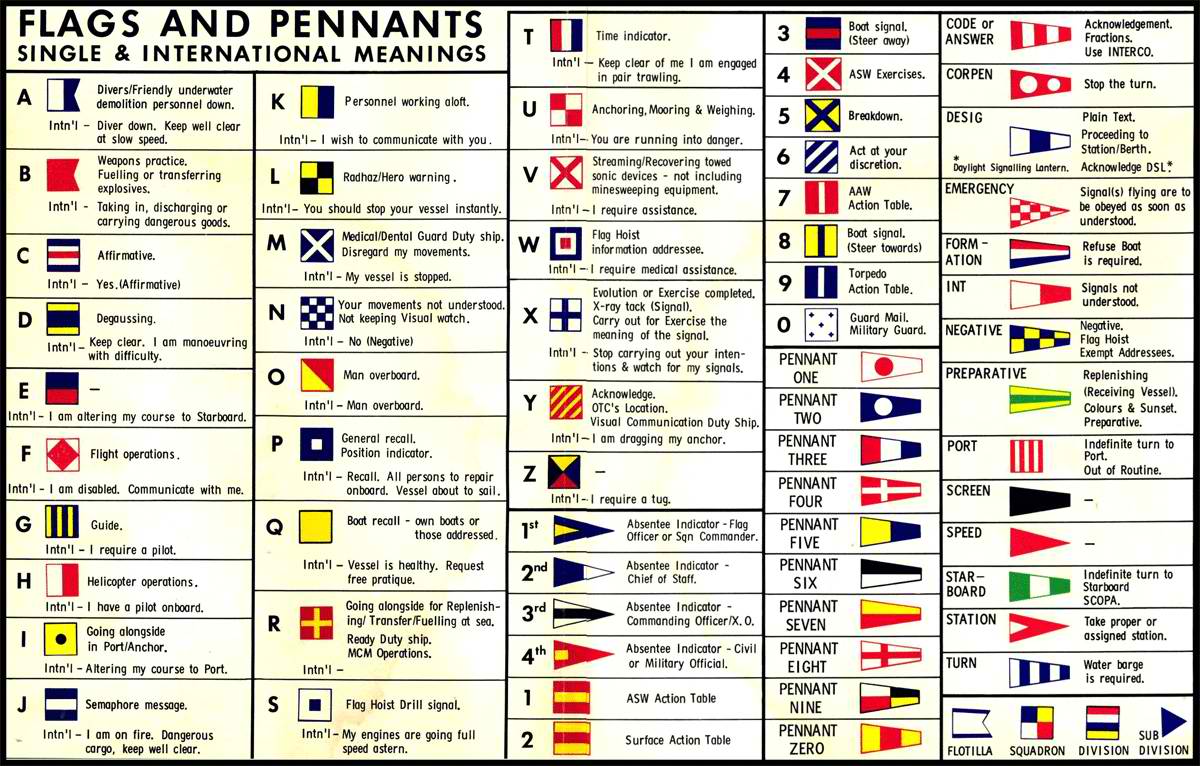 FLAGS AND PENNANTS
SINGLE & INTERNATIONAL MEANINGS
A
Divers/Friendly underwater
demolition personnel down.
Intn'l – Diver down. Keep well clear
at slow speed.
B
Weapons practice.
Fuelling or transferring
explosives.
Intn'l – Taking in, discharging or
carrying dangerous goods.
C
Affirmative.
Intn'l – Yes.(Affirmative)
D
Degaussing.
Intn'l – Keep clear. I am manoeuvring
with difficulty.
E
–
Intn'l – I am altering my course to Starboard.
F
Flight operations.
Intn'l – I am disabled. Communicate with me.
G
Guide.
Intn'l – I require a pilot.
H
Helicopter operations.
Intn'l – I have a pilot onboard.
I
Going alongside
in Port/Anchor.
Intn'l – Altering my course to Port.
J
Semaphore message.
Intn'l – I am on fire. Dangerous
cargo, keep well clear.
K
Personnel working aloft.
Intn'l – I wish to communicate with you.
L
Radhaz/Hero warning.
Intn'l – You should stop your vessel instantly.
M
Medical/Dental Guard Duty ship.
Disregard my movements.
Intn'l – My vessel is stopped.
N
Your movements not understood.
Not keeping Visual watch.
Intn'l – No (Negative)
O
Man overboard.
Intn'l – Man overboard.
P
General recall.
Position indicator.
Intn'l – Recall. All persons to repair
onboard. Vessel about to sail.
Q
Boat recall – own boats or
those addressed.
Intn'l – Vessel is healthy. Request
free pratique.
R
Going alongside for Replenish-
ing/ Transfer/Fuelling at sea.
Ready Duty ship.
MCM Operations.
Intn'l –
S
Flag Hoist Drill signal.
Intn'l – My engines are going full
speed astern.
T
Time indicator.
Intn'l – Keep clear of me I am engaged
in pair trawling.
U
Anchoring, Mooring & Weighing.
Intn'l – You are running into danger.
V
Streaming/Recovering towed
sonic devices – not including
minesweeping equipment.
Intn'l – I require assistance.
W
Flag Hoist
information addressee.
Intn'l – I require medical assistance.
X
Evolution or Exercise completed.
X-ray tack (Signal).
Carry out for Exercise the
meaning of the signal.
Intn'l – Stop carrying out your inten-
tions & watch for my signals.
Y
Acknowledge.
OTC's Location.
Visual Communication Duty Ship.
Intn'l – I am dragging my anchor.
Z
–
Intn'l – I require a tug.
1st
Absentee Indicator – Flag
Officer or Sqn Commander.
2nd
Absentee Indicator –
Chief of Staff.
3rd
Absentee Indicator –
Commanding Officer/X.O.
4th
Absentee Indicator – Civil
or Military Official.
1
ASW Action Table
2
Surface Action Table
3
Boat signal.
(Steer away)
4
ASW Exercises.
5
Breakdown.
6
Act at your
discretion.
7
AAW
Action Table.
8
Boat signal.
(Steer towards)
9
Torpedo
Action Table.
0
Guard Mail.
Military Guard.
PENNANT
ONE
PENNANT
TWO
PENNANT
THREE
PENNANT
FOUR
PENNANT
FIVE
PENNANT
SIX
PENNANT
SEVEN
PENNANT
EIGHT
PENNANT
NINE
PENNANT
ZERO
CODE or
ANSWER
Acknowledgement.
Fractions.
Use INTERCO.
CORPEN
Stop the turn.
DESIG
Plain Text.
Proceeding to
Station/Berth.
*Daylight Signalling Lantern. Acknowledge DSL*
EMERGENCY
Signal(s) flying are to
be obeyed as soon as
understood.
FORM –
ATION
Refuse Boat
is required.
INT
Signals not
understood.
NEGATIVE
Negative.
Flag Hoist
Exempt Addressees.
PREPARATIVE
Replenishing
(Receiving Vessel).
Colours & Sunset.
Preparative.
PORT
Indefinite turn to
Port.
Out of Routine.
SCREEN
–
SPEED
–
STAR –
BOARD
Indefinite turn to
Starboard
SCOPA.
STATION
Take proper or
assigned station.
TURN
Water barge
is required.
FLOTILLA
SQUADRON
DIVISION
SUB
DIVISION